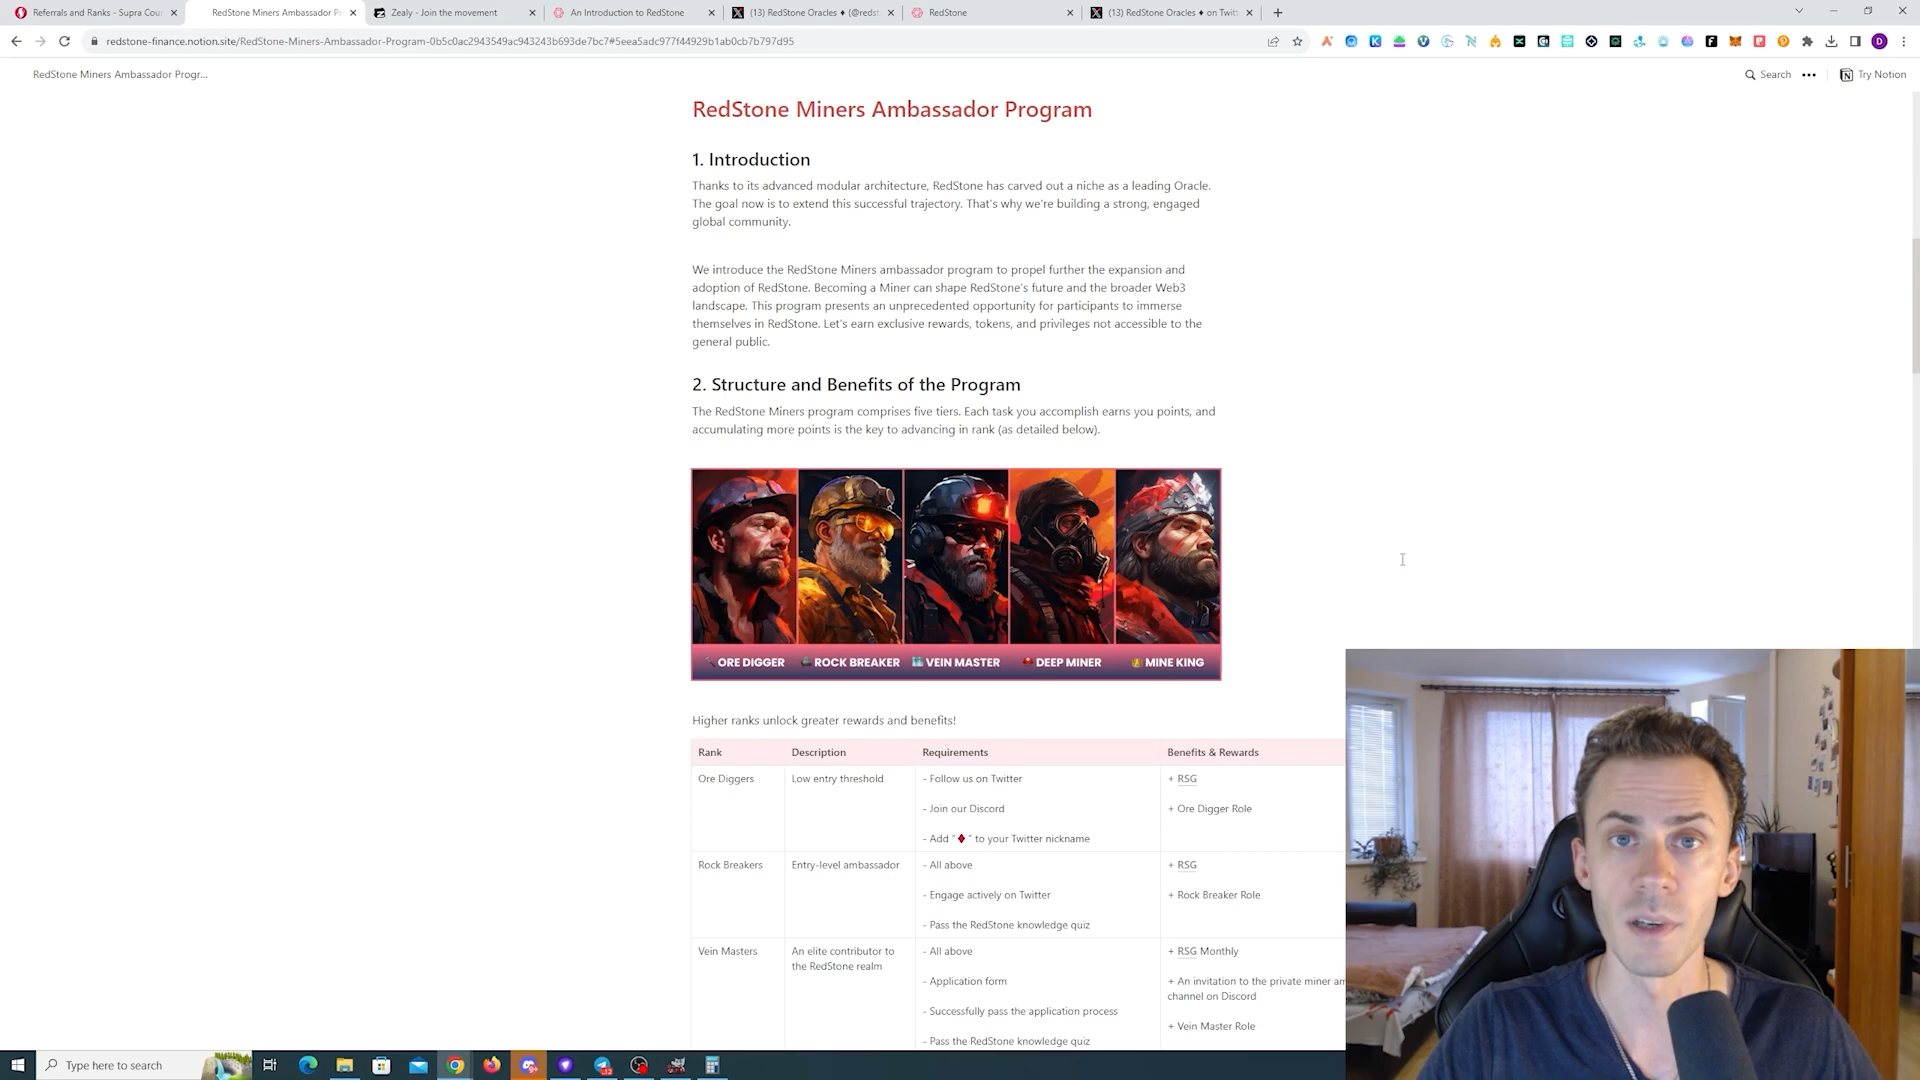 Referrals and Ranks - Supra Cou
RedStone Miners Ambassador Pr
Zealy - Join the movement
An Introduction to RedStone
(13) RedStone Oracles ♦ (@redst
RedStone
(13) RedStone Oracles ♦ on Twitt
redstone-finance.notion.site/RedStone-Miners-Ambassador-Program-0b5c0ac2943549ac943243b693de7bc7#5eea5adc977f44929b1ab0cb7b797d95
RedStone Miners Ambassador Progr...
Search
Try Notion
RedStone Miners Ambassador Program
1. Introduction
Thanks to its advanced modular architecture, RedStone has carved out a niche as a leading Oracle.
The goal now is to extend this successful trajectory. That's why we're building a strong, engaged
global community.
We introduce the RedStone Miners ambassador program to propel further the expansion and
adoption of RedStone. Becoming a Miner can shape RedStone's future and the broader Web3
landscape. This program presents an unprecedented opportunity for participants to immerse
themselves in RedStone. Let's earn exclusive rewards, tokens, and privileges not accessible to the
general public.
2. Structure and Benefits of the Program
The RedStone Miners program comprises five tiers. Each task you accomplish earns you points, and
accumulating more points is the key to advancing in rank (as detailed below).
ORE DIGGER ROCK BREAKER VEIN MASTER DEEP MINER MINE KING
Higher ranks unlock greater rewards and benefits!
Rank Description Requirements Benefits & Rewards
Ore Diggers Low entry threshold - Follow us on Twitter + RSG
- Join our Discord + Ore Digger Role
- Add "♦" to your Twitter nickname
Rock Breakers Entry-level ambassador - All above + RSG
- Engage actively on Twitter + Rock Breaker Role
- Pass the RedStone knowledge quiz
Vein Masters An elite contributor to - All above + RSG Monthly
the RedStone realm
- Application form + An invitation to the private miner am
channel on Discord
- Successfully pass the application process
+ Vein Master Role
- Pass the RedStone knowledge quiz
Type here to search